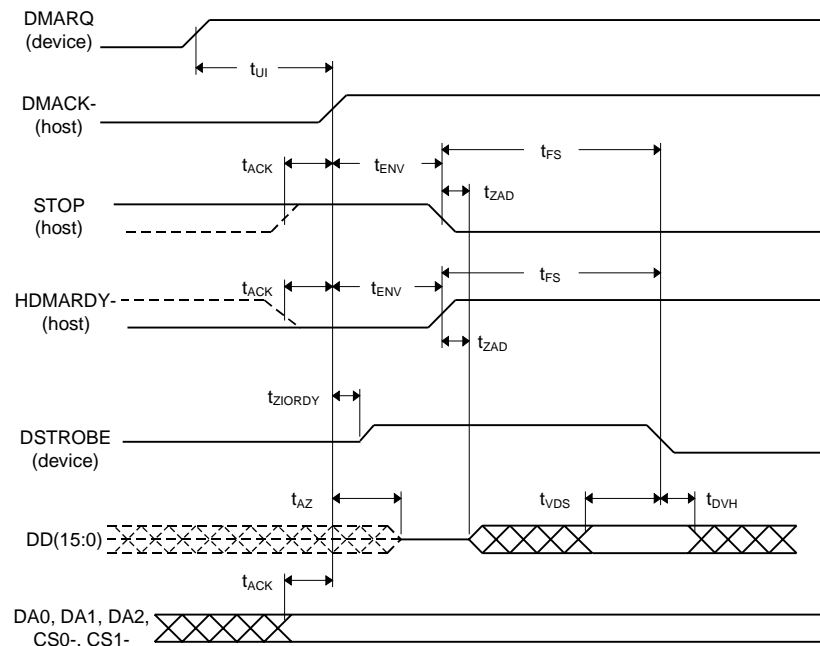 DMARQ
(device)
tUI
DMACK-
(host)
tACK
tENV
tFS
tZAD
STOP
(host)
tACK
tENV
tFS
HDMARDY-
(host)
tZAD
tZIORDY
DSTROBE
(device)
tAZ
tVDS
tDVH
DD(15:0)
tACK
DA0, DA1, DA2,
CS0-, CS1-